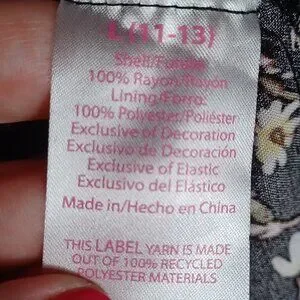 L (11-13)
Shell/Funda:
100% Rayon/Rayón
Lining/Forro:
100% Polyester/Poliéster
Exclusive of Decoration
Exclusivo de Decoración
Exclusive of Elastic
Exclusivo del Elástico
Made in/Hecho en China
THIS LABEL YARN IS MADE
OUT OF 100% RECYCLED
POLYESTER MATERIALS